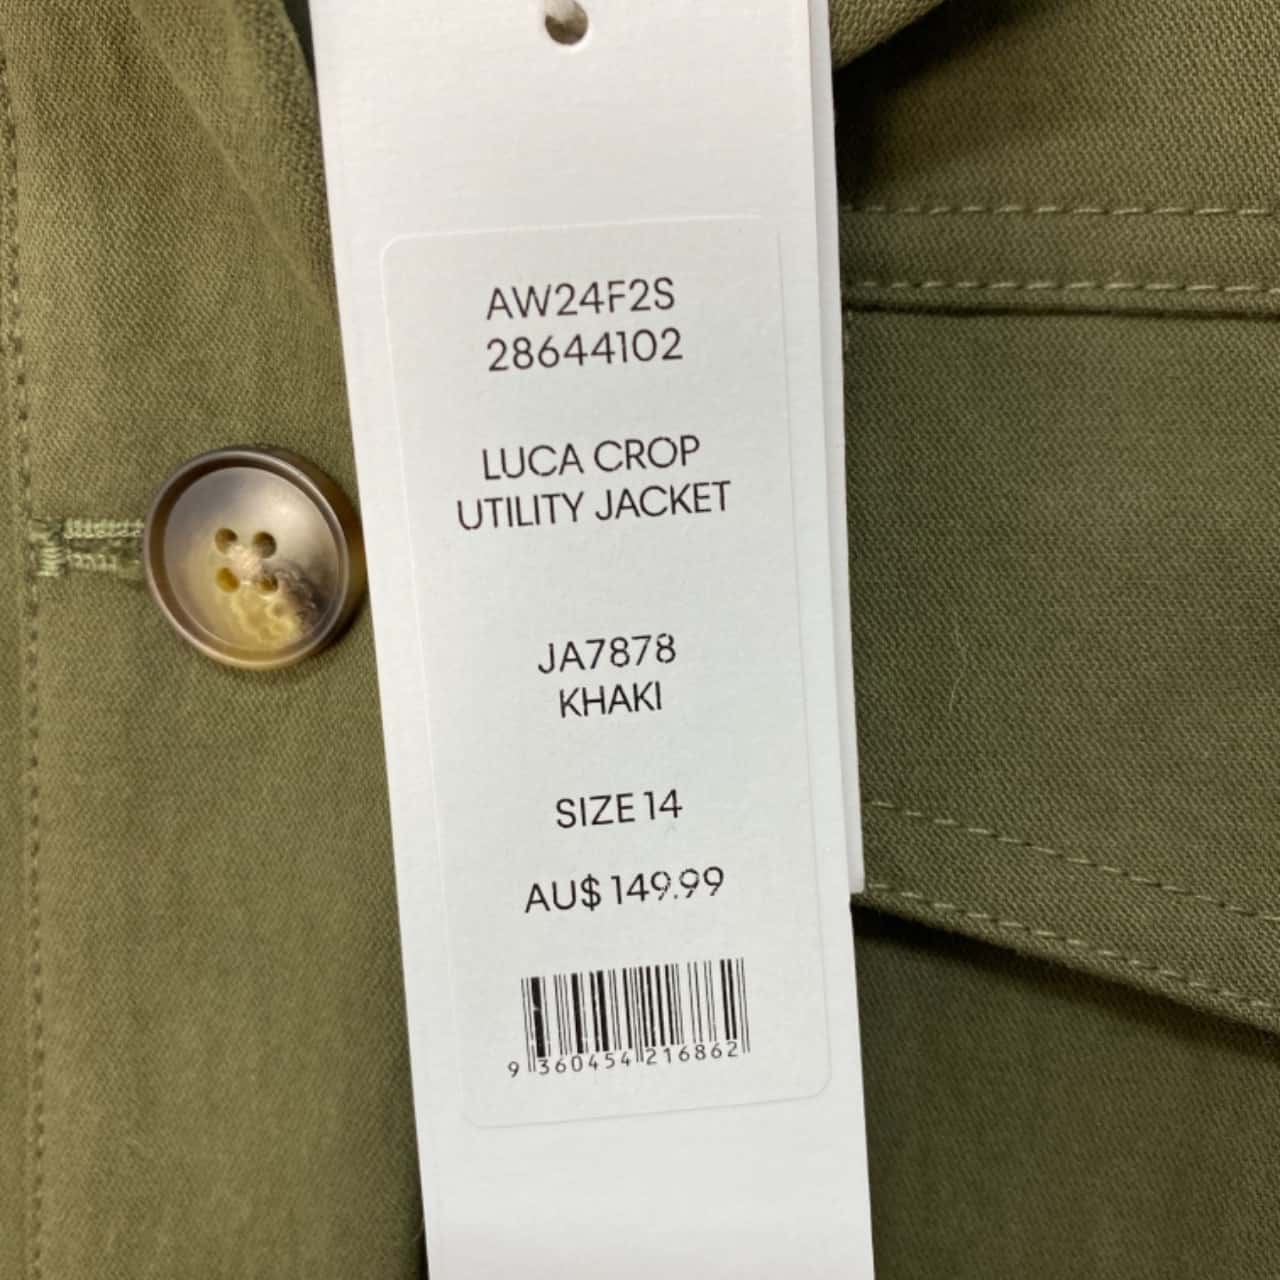 AW24F2S
28644102
LUCA CROP
UTILITY JACKET
JA7878
KHAKI
SIZE 14
AU$ 149.99
9 360454 216862